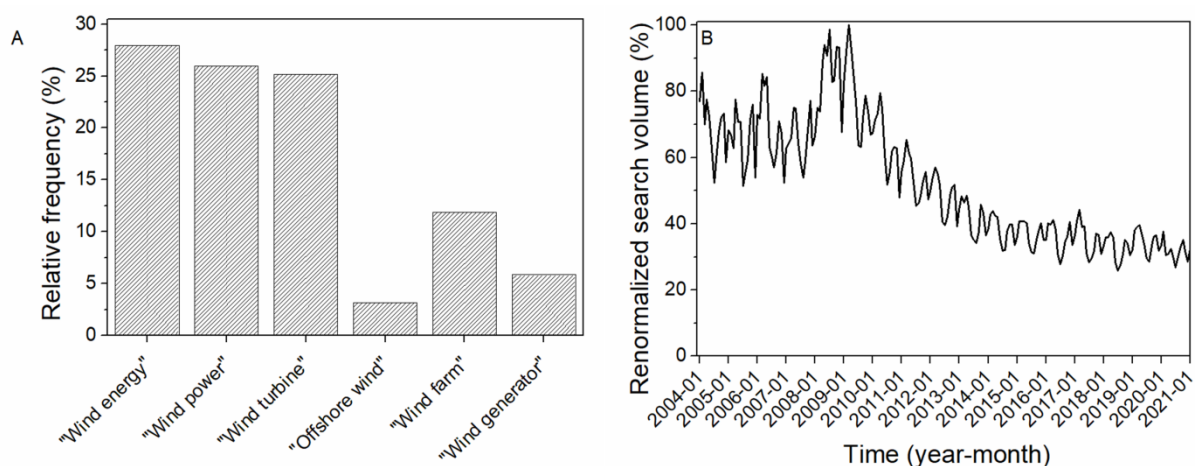 A
Relative frequency (%)
30
25
20
15
10
5
0
"Wind energy"
"Wind power"
"Wind turbine"
"Offshore wind"
"Wind farm"
"Wind generator"
B
Renormalized search volume (%)
100
80
60
40
20
0
2004-01
2005-01
2006-01
2007-01
2008-01
2009-01
2010-01
2011-01
2012-01
2013-01
2014-01
2015-01
2016-01
2017-01
2018-01
2019-01
2020-01
2021-01
Time (year-month)